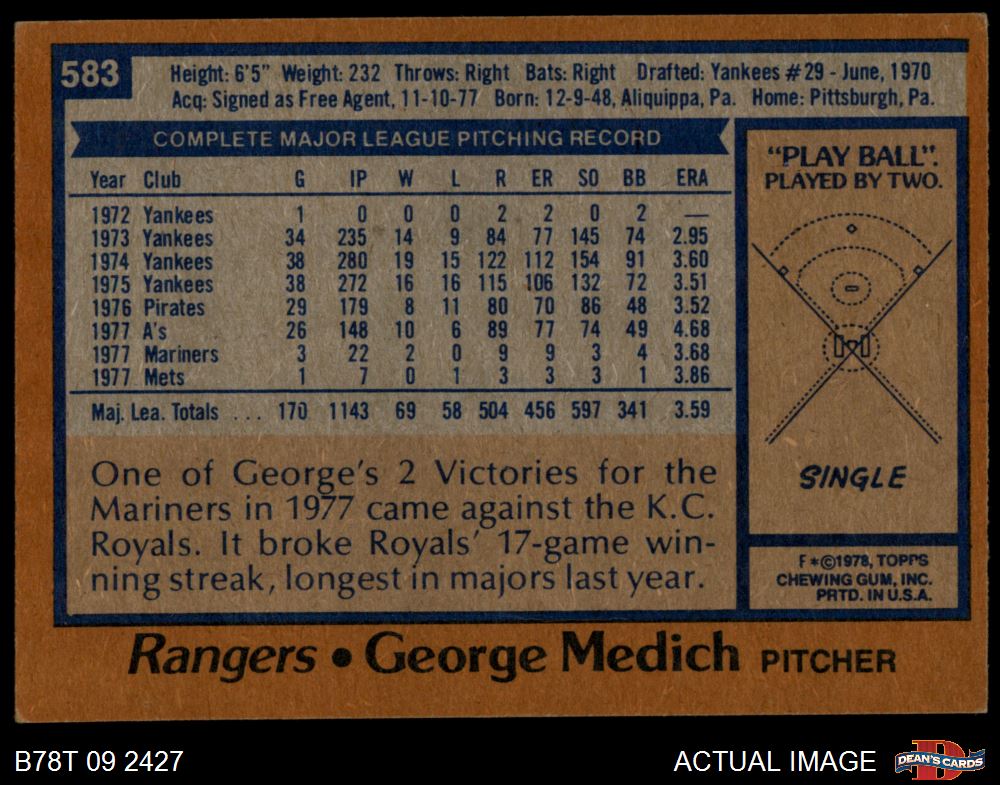 583
Height: 6'5" Weight: 232 Throws: Right Bats: Right Drafted: Yankees #29 - June, 1970
Acq: Signed as Free Agent, 11-10-77 Born: 12-9-48, Aliquippa, Pa. Home: Pittsburgh, Pa.
COMPLETE MAJOR LEAGUE PITCHING RECORD
Year Club G IP W L R ER SO BB ERA
1972 Yankees 1 0 0 0 2 2 0 2 —
1973 Yankees 34 235 14 9 84 77 145 74 2.95
1974 Yankees 38 280 19 15 122 112 154 91 3.60
1975 Yankees 38 272 16 16 115 106 132 72 3.51
1976 Pirates 29 179 8 11 80 70 86 48 3.52
1977 A's 26 148 10 6 89 77 74 49 4.68
1977 Mariners 3 22 2 0 9 9 3 4 3.68
1977 Mets 1 7 0 1 3 3 3 1 3.86
Maj. Lea. Totals ... 170 1143 69 58 504 456 597 341 3.59
One of George's 2 Victories for the
Mariners in 1977 came against the K.C.
Royals. It broke Royals' 17-game win-
ning streak, longest in majors last year.
"PLAY BALL".
PLAYED BY TWO.
SINGLE
F*©1978, TOPPS
CHEWING GUM, INC.
PRTD. IN U.S.A.
Rangers • George Medich PITCHER
B78T 09 2427
ACTUAL IMAGE
D
DEAN'S CARDS